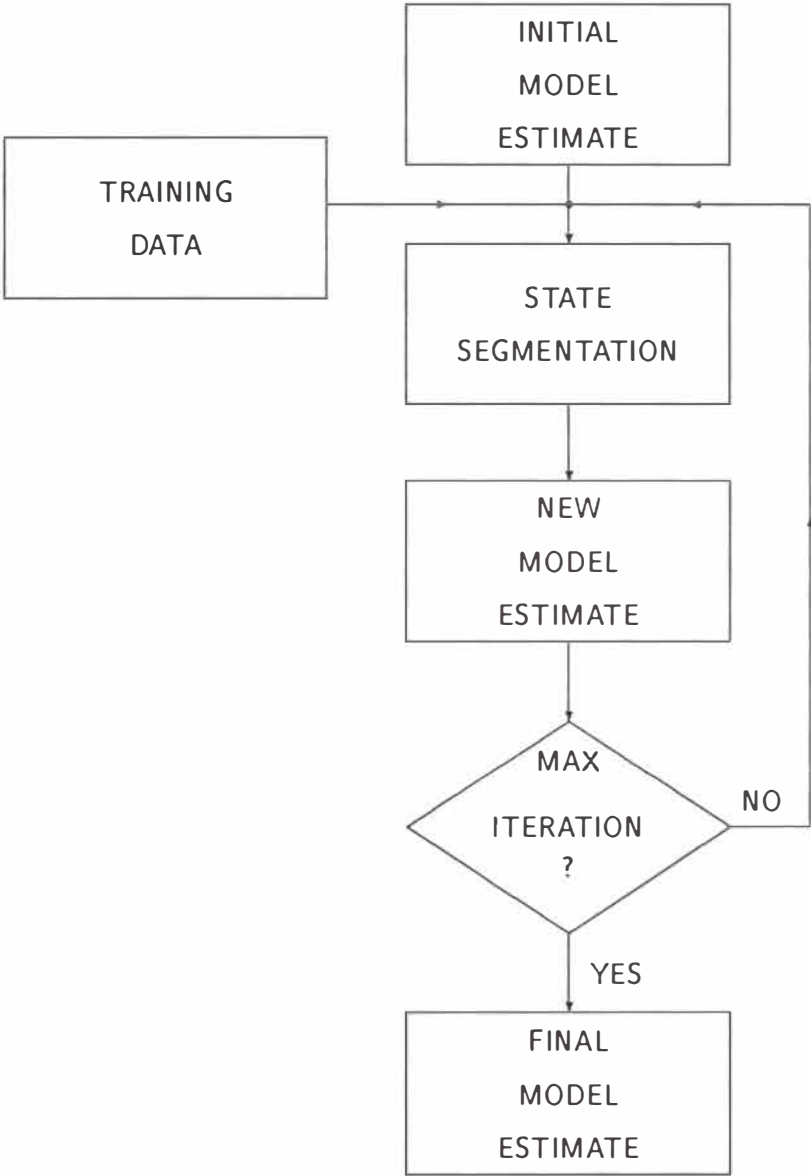 INITIAL
MODEL
ESTIMATE
TRAINING
DATA
STATE
SEGMENTATION
NEW
MODEL
ESTIMATE
MAX
ITERATION
?
NO
YES
FINAL
MODEL
ESTIMATE